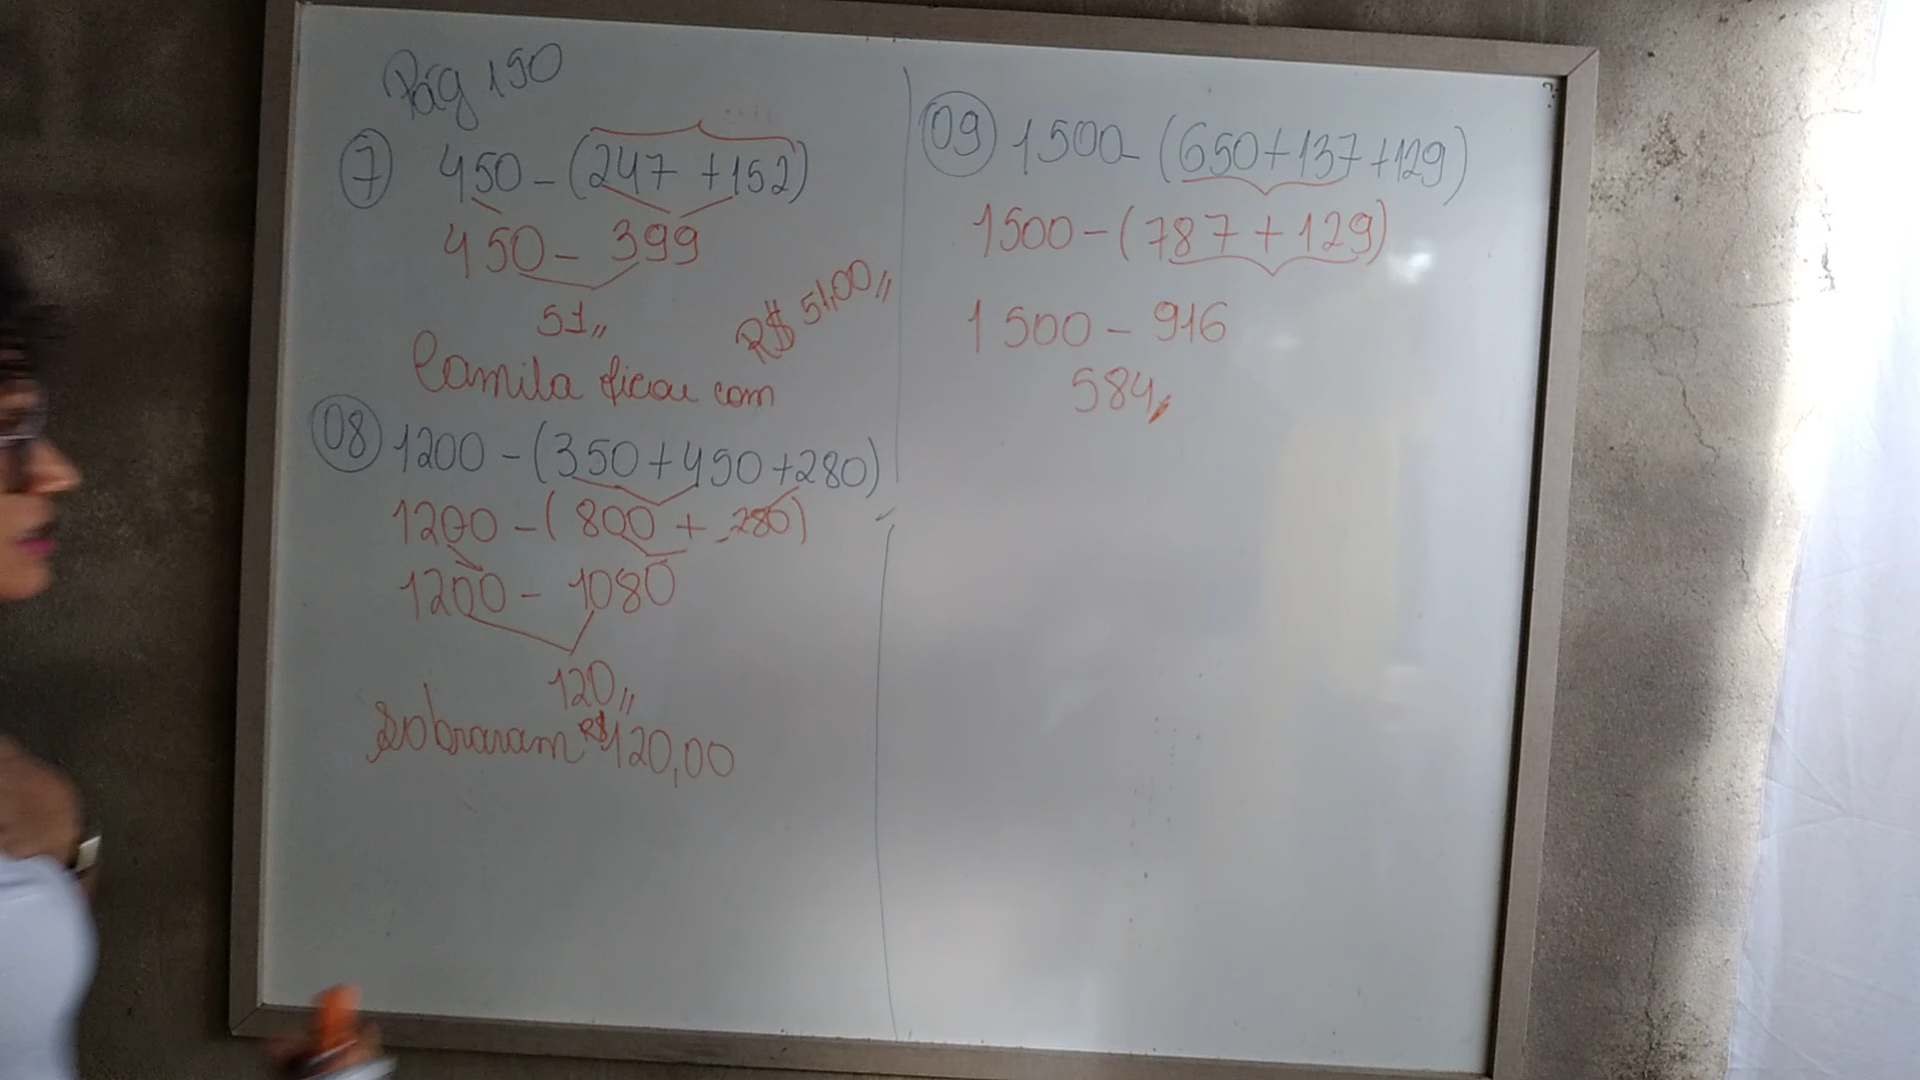 Pág 150
7 450 - (247 + 152)
450 - 399
51,,
Camila ficou com R$ 51,00,,
08 1200 - (350 + 450 + 280)
1200 - (800 + 280)
1200 - 1080
120,,
Sobraram R$ 120,00
09 1500 - (650 + 137 + 129)
1500 - (787 + 129)
1500 - 916
584,,